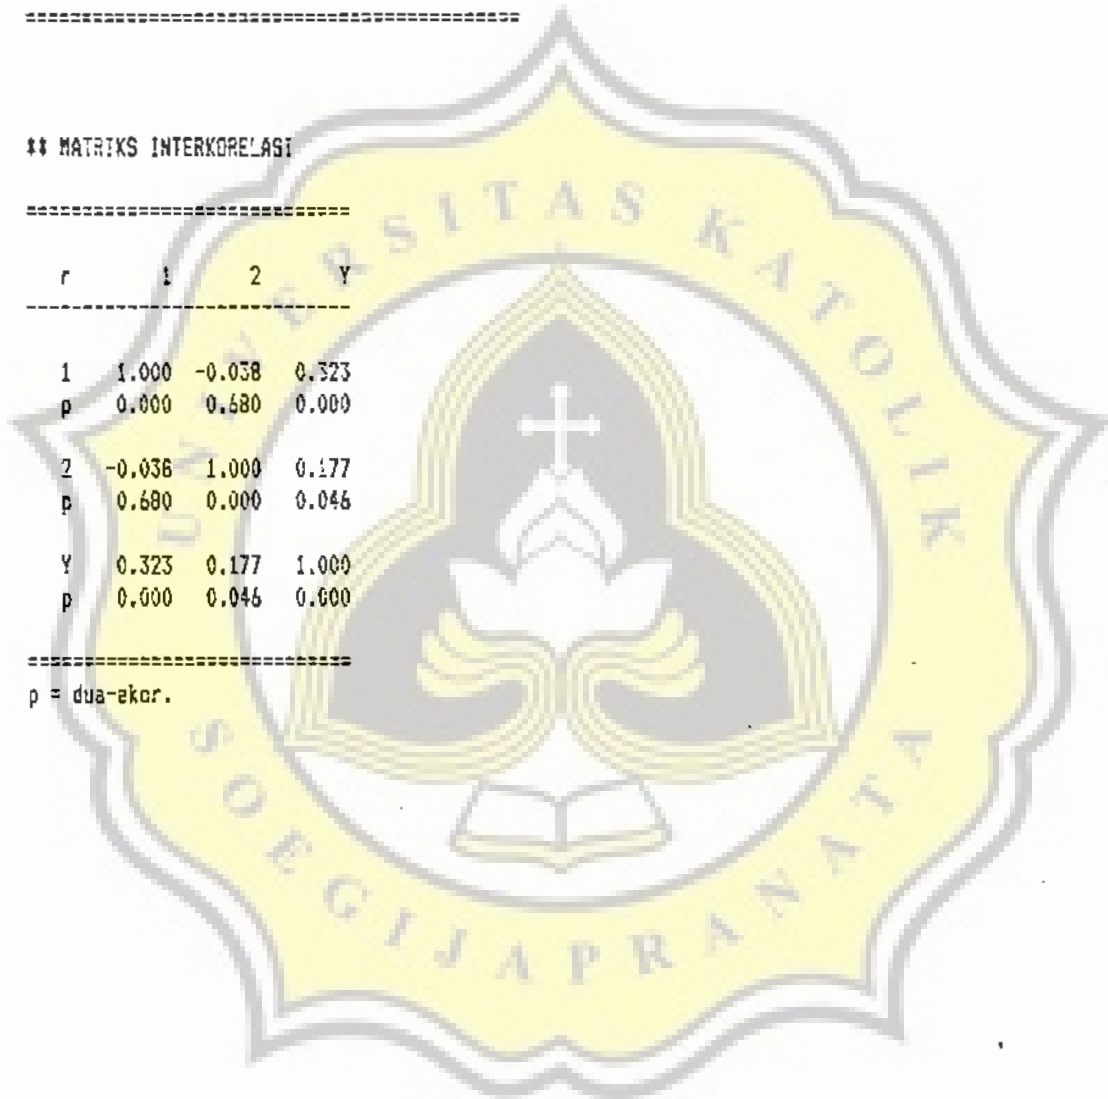 ** MATRIKS INTERKORELASI
r 1 2 Y
1 1.000 -0.038 0.323
p 0.000 0.680 0.000
2 -0.038 1.000 0.177
p 0.680 0.000 0.046
Y 0.323 0.177 1.000
p 0.000 0.046 0.000
p = dua-ekor.
UNIVERSITAS KATOLIK
SOEGIJAPRANATA